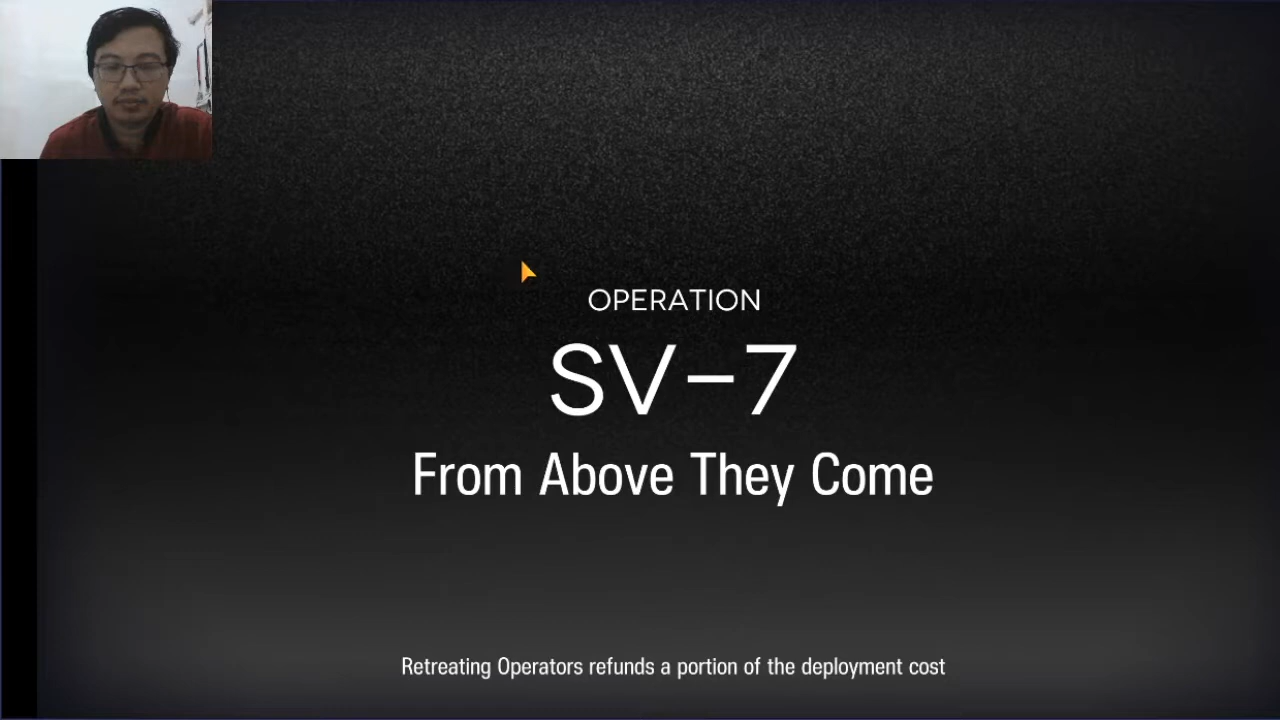 OPERATION
SV-7
From Above They Come
Retreating Operators refunds a portion of the deployment cost